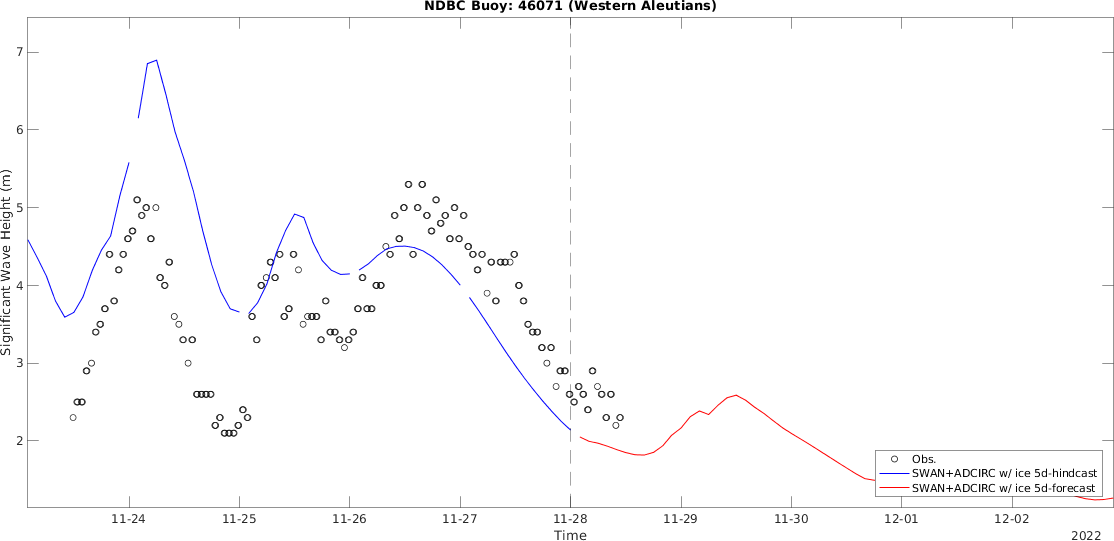 NDBC Buoy: 46071 (Western Aleutians)
7
6
5
4
3
2
Significant Wave Height (m)
Obs.
SWAN+ADCIRC w/ ice 5d-hindcast
SWAN+ADCIRC w/ ice 5d-forecast
11-24 11-25 11-26 11-27 11-28 11-29 11-30 12-01 12-02
Time
2022